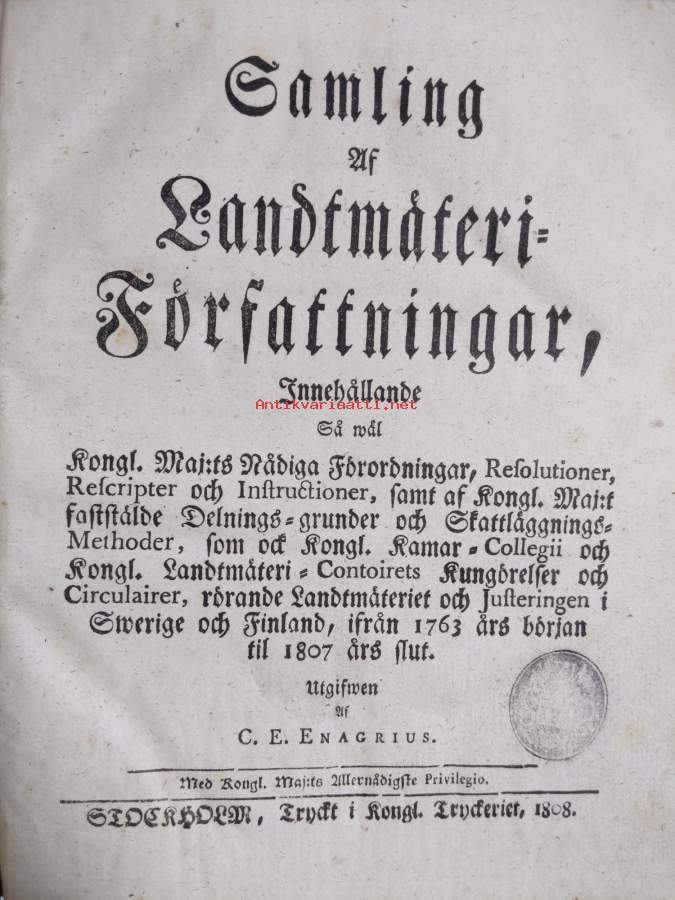 Samling
Af
Landtmäteri-
Författningar,
Innehållande
Antikvariaatti.net
Så wäl
Kongl. Maj:ts Nådiga Förordningar, Resolutioner,
Rescripter och Instructioner, samt af Kongl. Maj:t
faststälde Delnings-grunder och Skattläggnings-
Methoder, som ock Kongl. Kamar-Collegii och
Kongl. Landtmäteri-Contoirets Kungörelser och
Circulairer, rörande Landtmäteriet och Justeringen i
Swerige och Finland, ifrån 1763 års början
til 1807 års slut.
Utgifwen
Af
C. E. ENAGRIUS.
Med Kongl. Maj:ts Allernådigste Privilegio.
STOCKHOLM, Tryckt i Kongl. Tryckeriet, 1808.